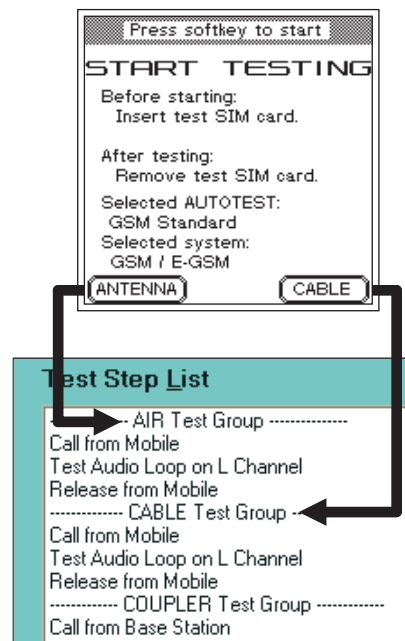 Press softkey to start
START TESTING
Before starting:
Insert test SIM card.
After testing:
Remove test SIM card.
Selected AUTOTEST:
GSM Standard
Selected system:
GSM / E-GSM
ANTENNA CABLE
Test Step List
------------- AIR Test Group --------------
Call from Mobile
Test Audio Loop on L Channel
Release from Mobile
------------- CABLE Test Group --
Call from Mobile
Test Audio Loop on L Channel
Release from Mobile
------------ COUPLER Test Group ------------
Call from Base Station